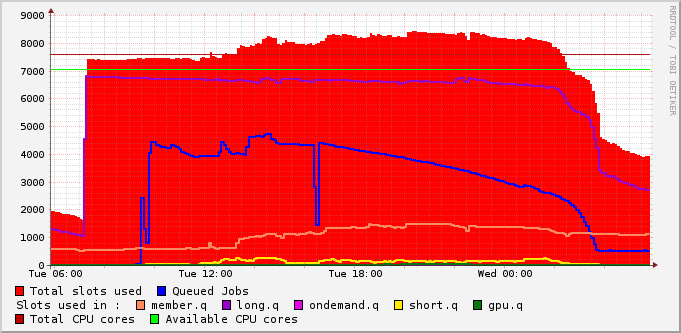 9000
8000
7000
6000
5000
4000
3000
2000
1000
0
Tue 06:00 Tue 12:00 Tue 18:00 Wed 00:00
Total slots used Queued Jobs
Slots used in : member.q long.q ondemand.q short.q gpu.q
Total CPU cores Available CPU cores
RRDTOOL / TOBI OETIKER